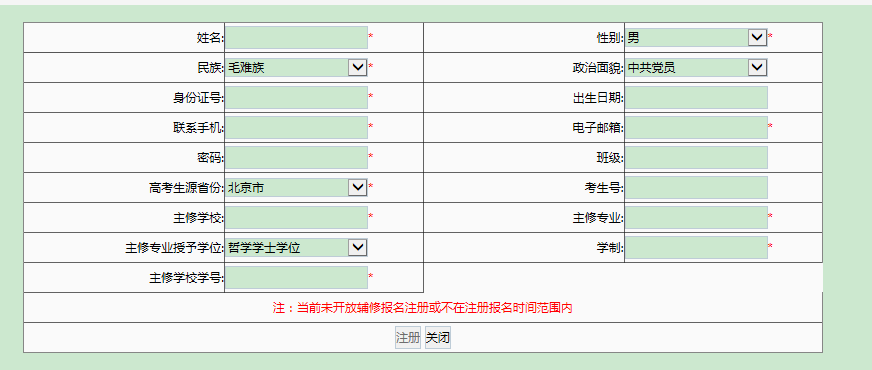 姓名: * 性别: 男 *
民族: 毛难族 * 政治面貌: 中共党员
身份证号: * 出生日期:
联系手机: * 电子邮箱: *
密码: * 班级:
高考生源省份: 北京市 * 考生号:
主修学校: * 主修专业: *
主修专业授予学位: 哲学学士学位 学制: *
主修学校学号: *
注：当前未开放辅修报名注册或不在注册报名时间范围内
注册 关闭